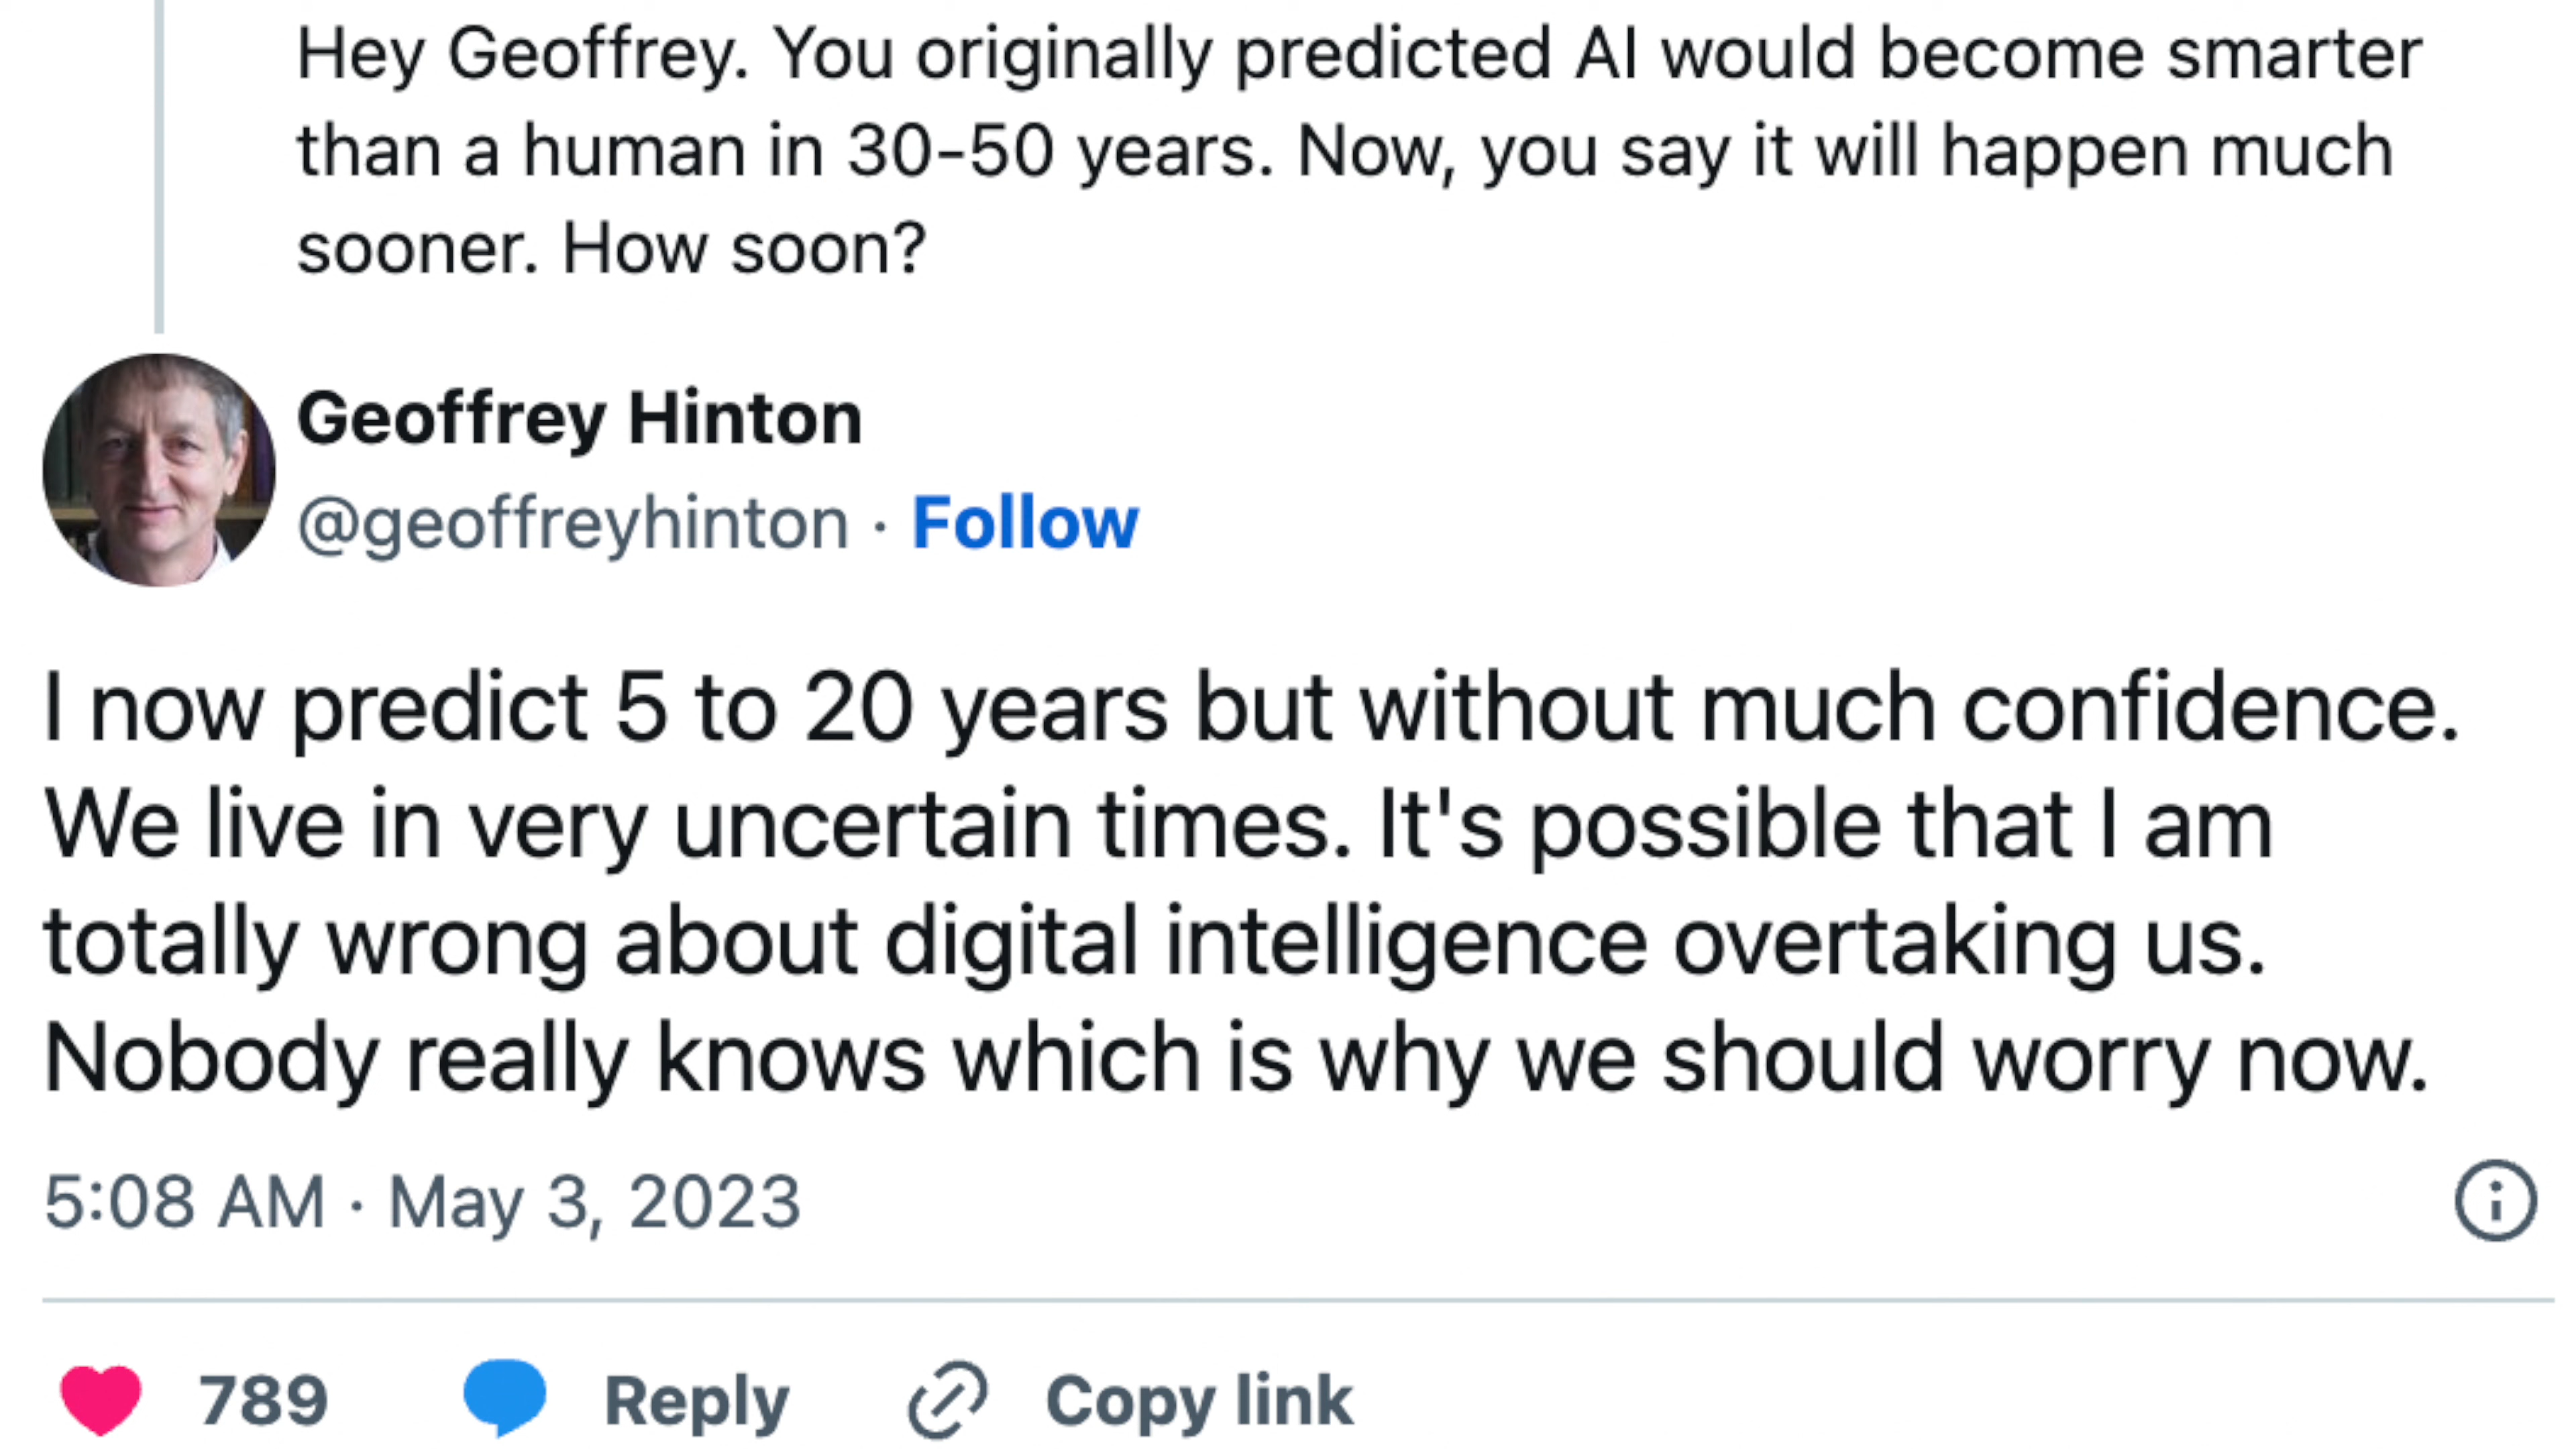 Hey Geoffrey. You originally predicted AI would become smarter
than a human in 30-50 years. Now, you say it will happen much
sooner. How soon?
Geoffrey Hinton
@geoffreyhinton · Follow
I now predict 5 to 20 years but without much confidence.
We live in very uncertain times. It's possible that I am
totally wrong about digital intelligence overtaking us.
Nobody really knows which is why we should worry now.
5:08 AM · May 3, 2023
789 Reply Copy link